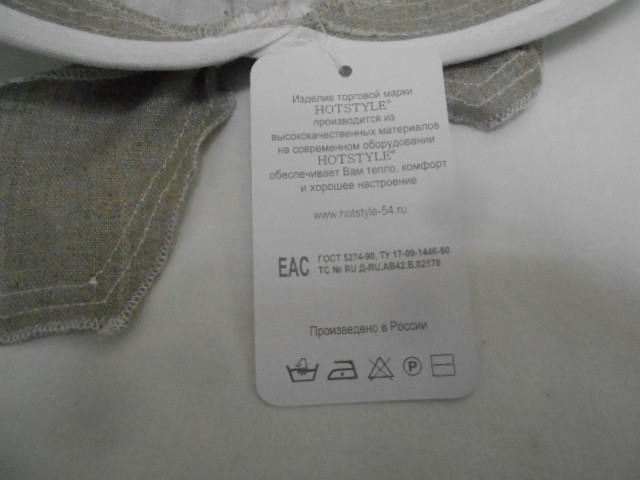 Изделие торговой марки
HOTSTYLE®
производится из
высококачественных материалов
на современном оборудовании
HOTSTYLE®
обеспечивает Вам тепло, комфорт
и хорошее настроение
www.hotstyle-54.ru
EAC
ГОСТ 5274-90, ТУ 17-09-1446-90
ТС № RU Д-RU.АВ42.В.02178
Произведено в России
P